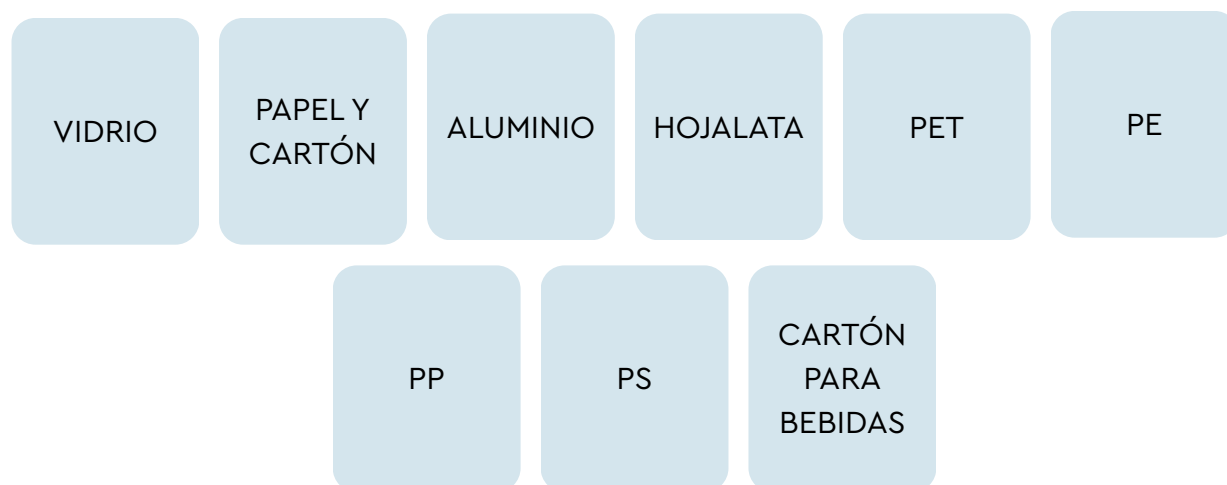 VIDRIO
PAPEL Y
CARTÓN
ALUMINIO
HOJALATA
PET
PE
PP
PS
CARTÓN
PARA
BEBIDAS